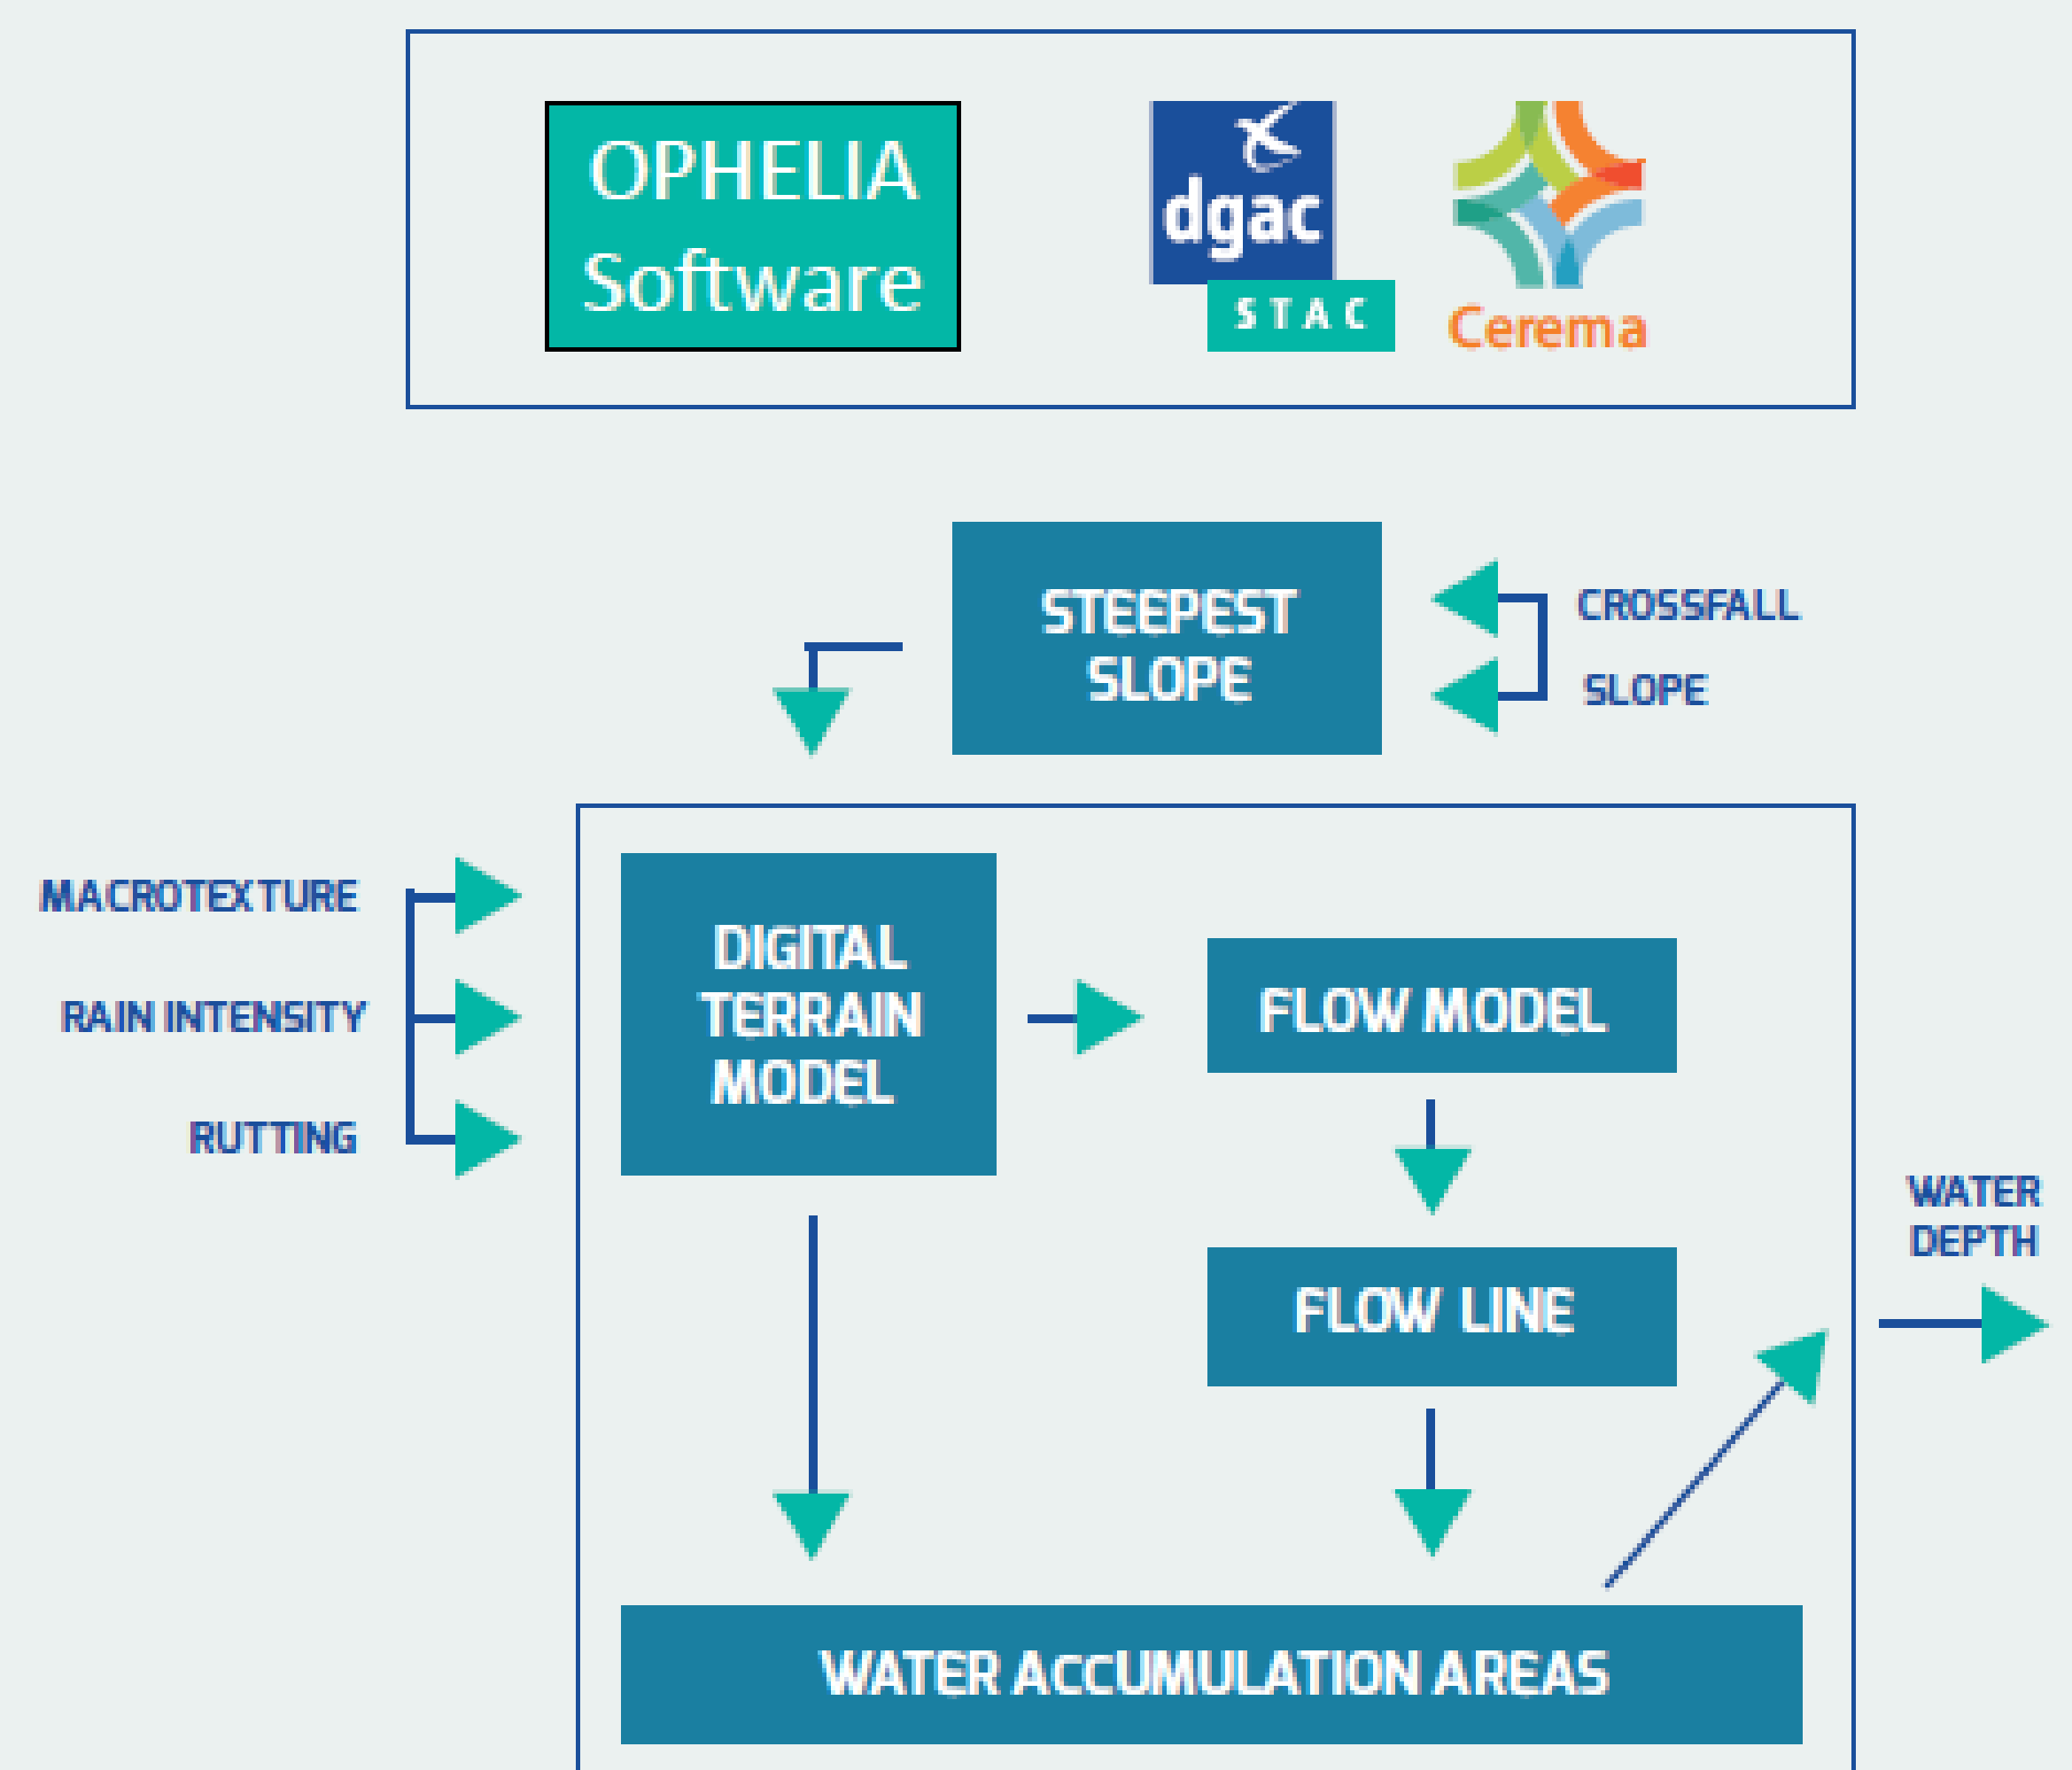 OPHELIA
Software
dgac
STAC
Cerema
STEEPEST
SLOPE
CROSSFALL
SLOPE
MACROTEXTURE
RAIN INTENSITY
RUTTING
DIGITAL
TERRAIN
MODEL
FLOW MODEL
FLOW LINE
WATER
DEPTH
WATER ACCUMULATION AREAS